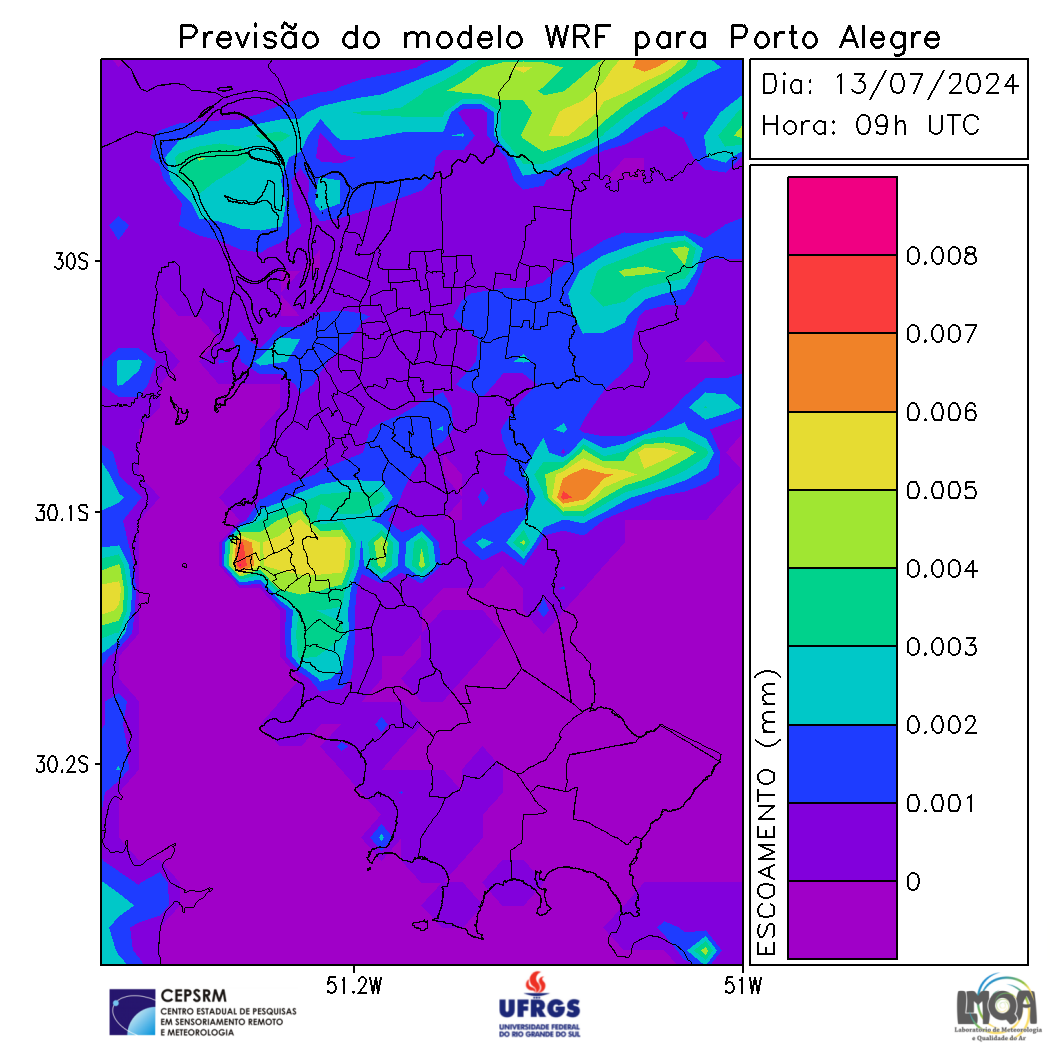 Previsão do modelo WRF para Porto Alegre
Dia: 13/07/2024
Hora: 09h UTC
30S
30.1S
30.2S
51.2W
51W
0.008
0.007
0.006
0.005
0.004
0.003
0.002
0.001
0
ESCOAMENTO (mm)
CEPSRM
CENTRO ESTADUAL DE PESQUISAS
EM SENSORIAMENTO REMOTO
E METEOROLOGIA
UFRGS
UNIVERSIDADE FEDERAL
DO RIO GRANDE DO SUL
LMQA
Laboratório de Meteorologia
e Qualidade do Ar